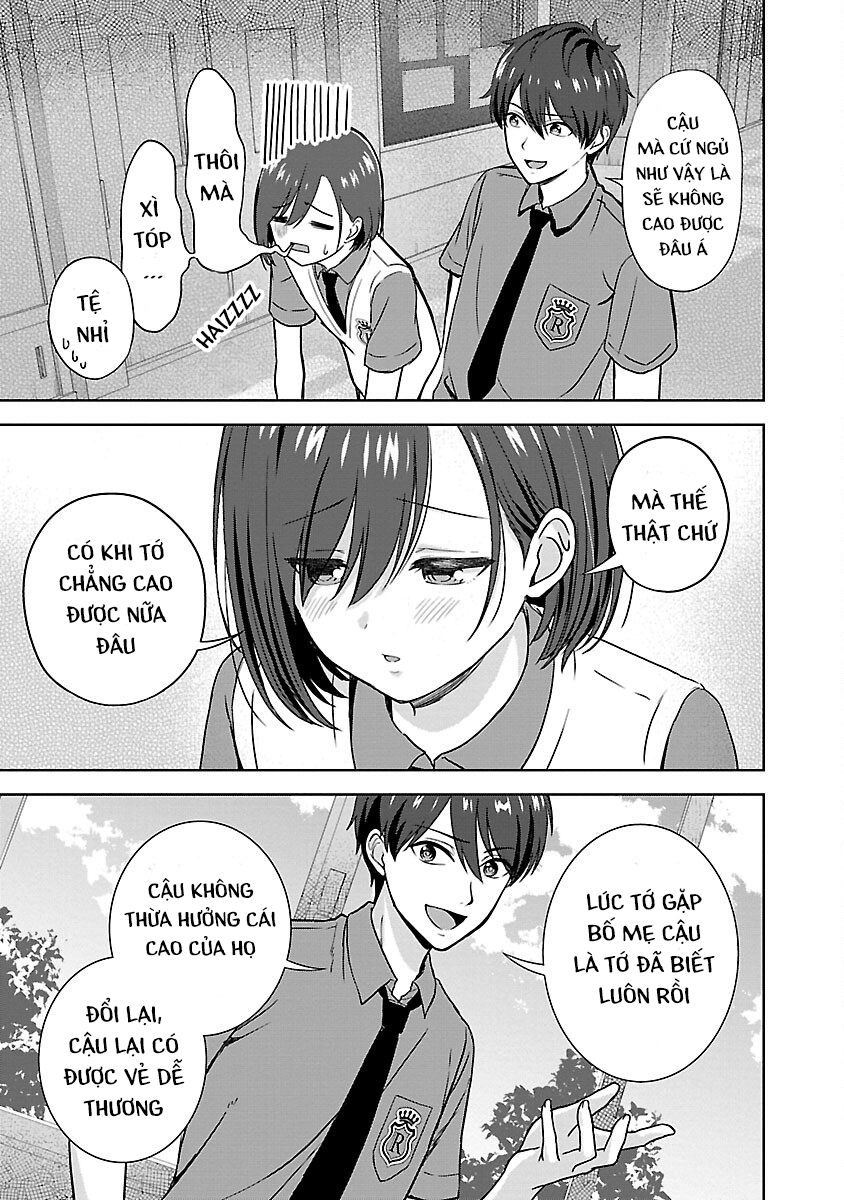 CẬU
MÀ CỨ NGỦ
NHƯ VẬY LÀ
SẼ KHÔNG
CAO ĐƯỢC
ĐÂU Á
THÔI
MÀ
XÌ
TÓP
...
TỆ
NHỈ
HAIZZZZ
R
MÀ THẾ
THẬT CHỨ
CÓ KHI TỚ
CHẲNG CAO
ĐƯỢC NỮA
ĐÂU
LÚC TỚ GẶP
BỐ MẸ CẬU
LÀ TỚ ĐÃ BIẾT
LUÔN RỒI
CẬU KHÔNG
THỪA HƯỞNG CÁI
CAO CỦA HỌ
ĐỔI LẠI,
CẬU LẠI CÓ
ĐƯỢC VẺ DỄ
THƯƠNG
R